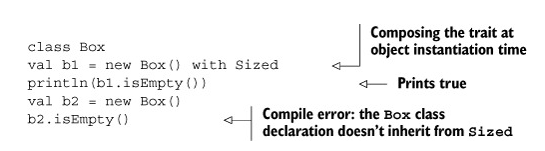 Composing the trait at
object instantiation time
class Box
val b1 = new Box() with Sized
println(b1.isEmpty())
Prints true
val b2 = new Box()
b2.isEmpty()
Compile error: the Box class
declaration doesn't inherit from Sized